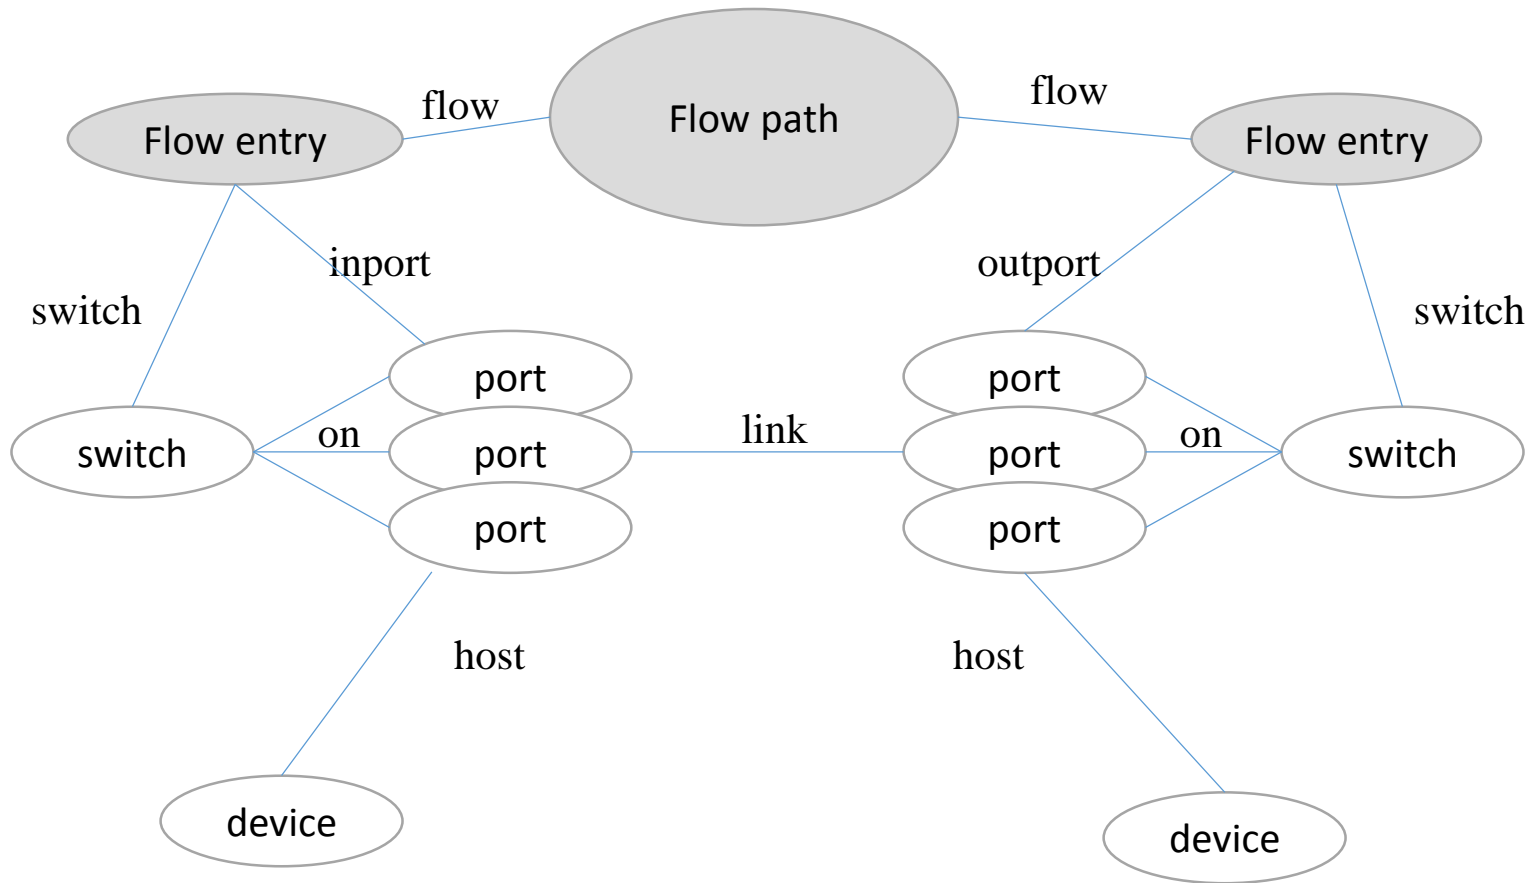 flow
Flow path
flow
Flow entry
Flow entry
inport
outport
switch
switch
port
port
switch
on
port
link
port
on
switch
port
port
host
host
device
device